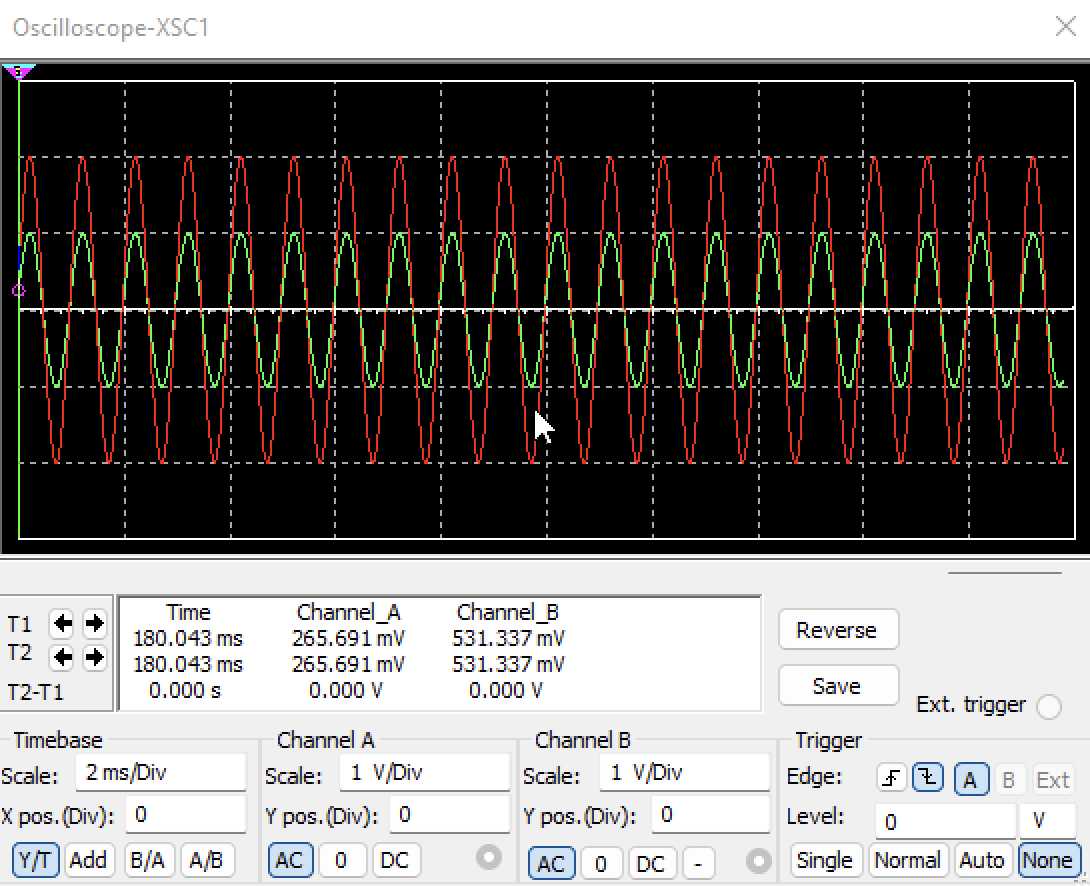 Oscilloscope-XSC1
T1
T2
T2-T1
Time Channel_A Channel_B
180.043 ms 265.691 mV 531.337 mV
180.043 ms 265.691 mV 531.337 mV
0.000 s 0.000 V 0.000 V
Reverse
Save
Ext. trigger
Timebase
Scale: 2 ms/Div
X pos.(Div): 0
Y/T Add B/A A/B
Channel A
Scale: 1 V/Div
Y pos.(Div): 0
AC 0 DC
Channel B
Scale: 1 V/Div
Y pos.(Div): 0
AC 0 DC -
Trigger
Edge: A B Ext
Level: 0 V
Single Normal Auto None